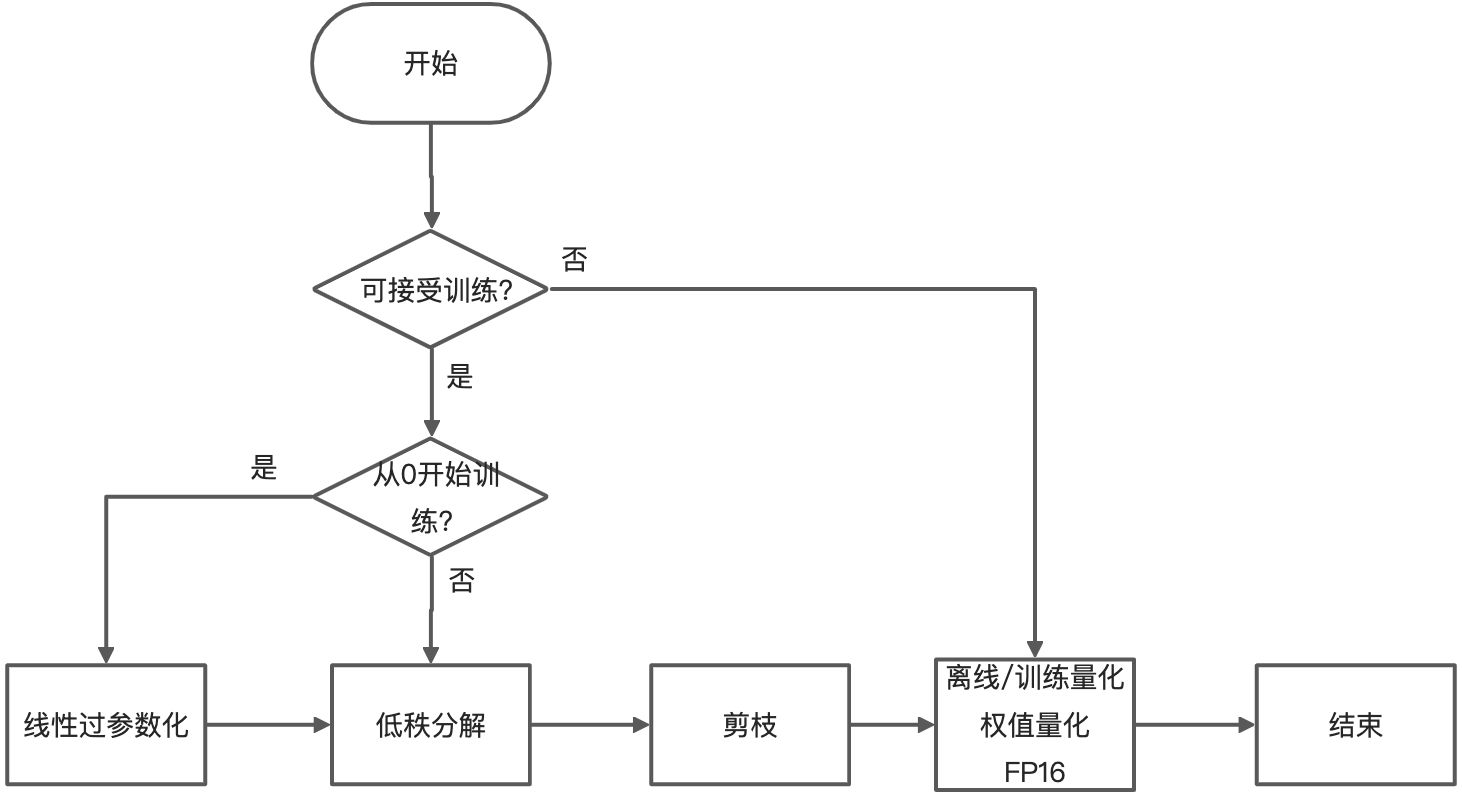 开始
可接受训练?
否
是
是
从0开始训
练?
否
线性过参数化
低秩分解
剪枝
离线/训练量化
权值量化
FP16
结束